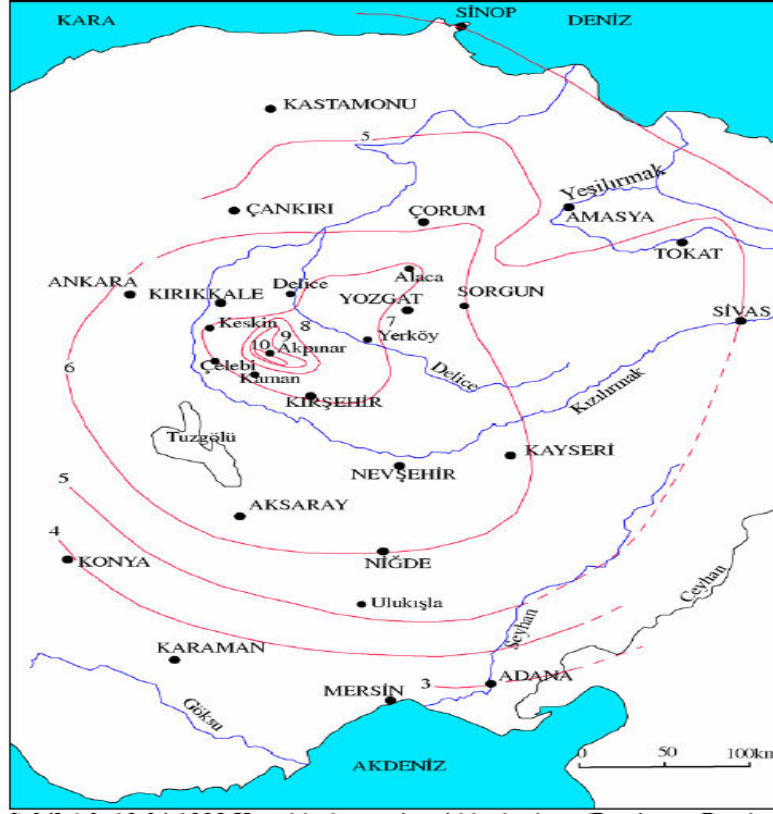 SİNOP
KARA
DENİZ
KASTAMONU
5
Yeşilırmak
ÇANKIRI
ÇORUM
AMASYA
TOKAT
ANKARA
KIRIKKALE
Delice
Alaca
YOZGAT
SORGUN
SİVAS
Keskin
8
7
9
10
Akpınar
Yerköy
Çelebi
6
Kaman
Delice
Kızılırmak
KIRŞEHİR
Tuzgölü
KAYSERİ
NEVŞEHİR
5
AKSARAY
4
KONYA
NİĞDE
Ceyhan
Ulukışla
Seyhan
KARAMAN
3
ADANA
MERSİN
Göksu
0 50 100km
AKDENİZ